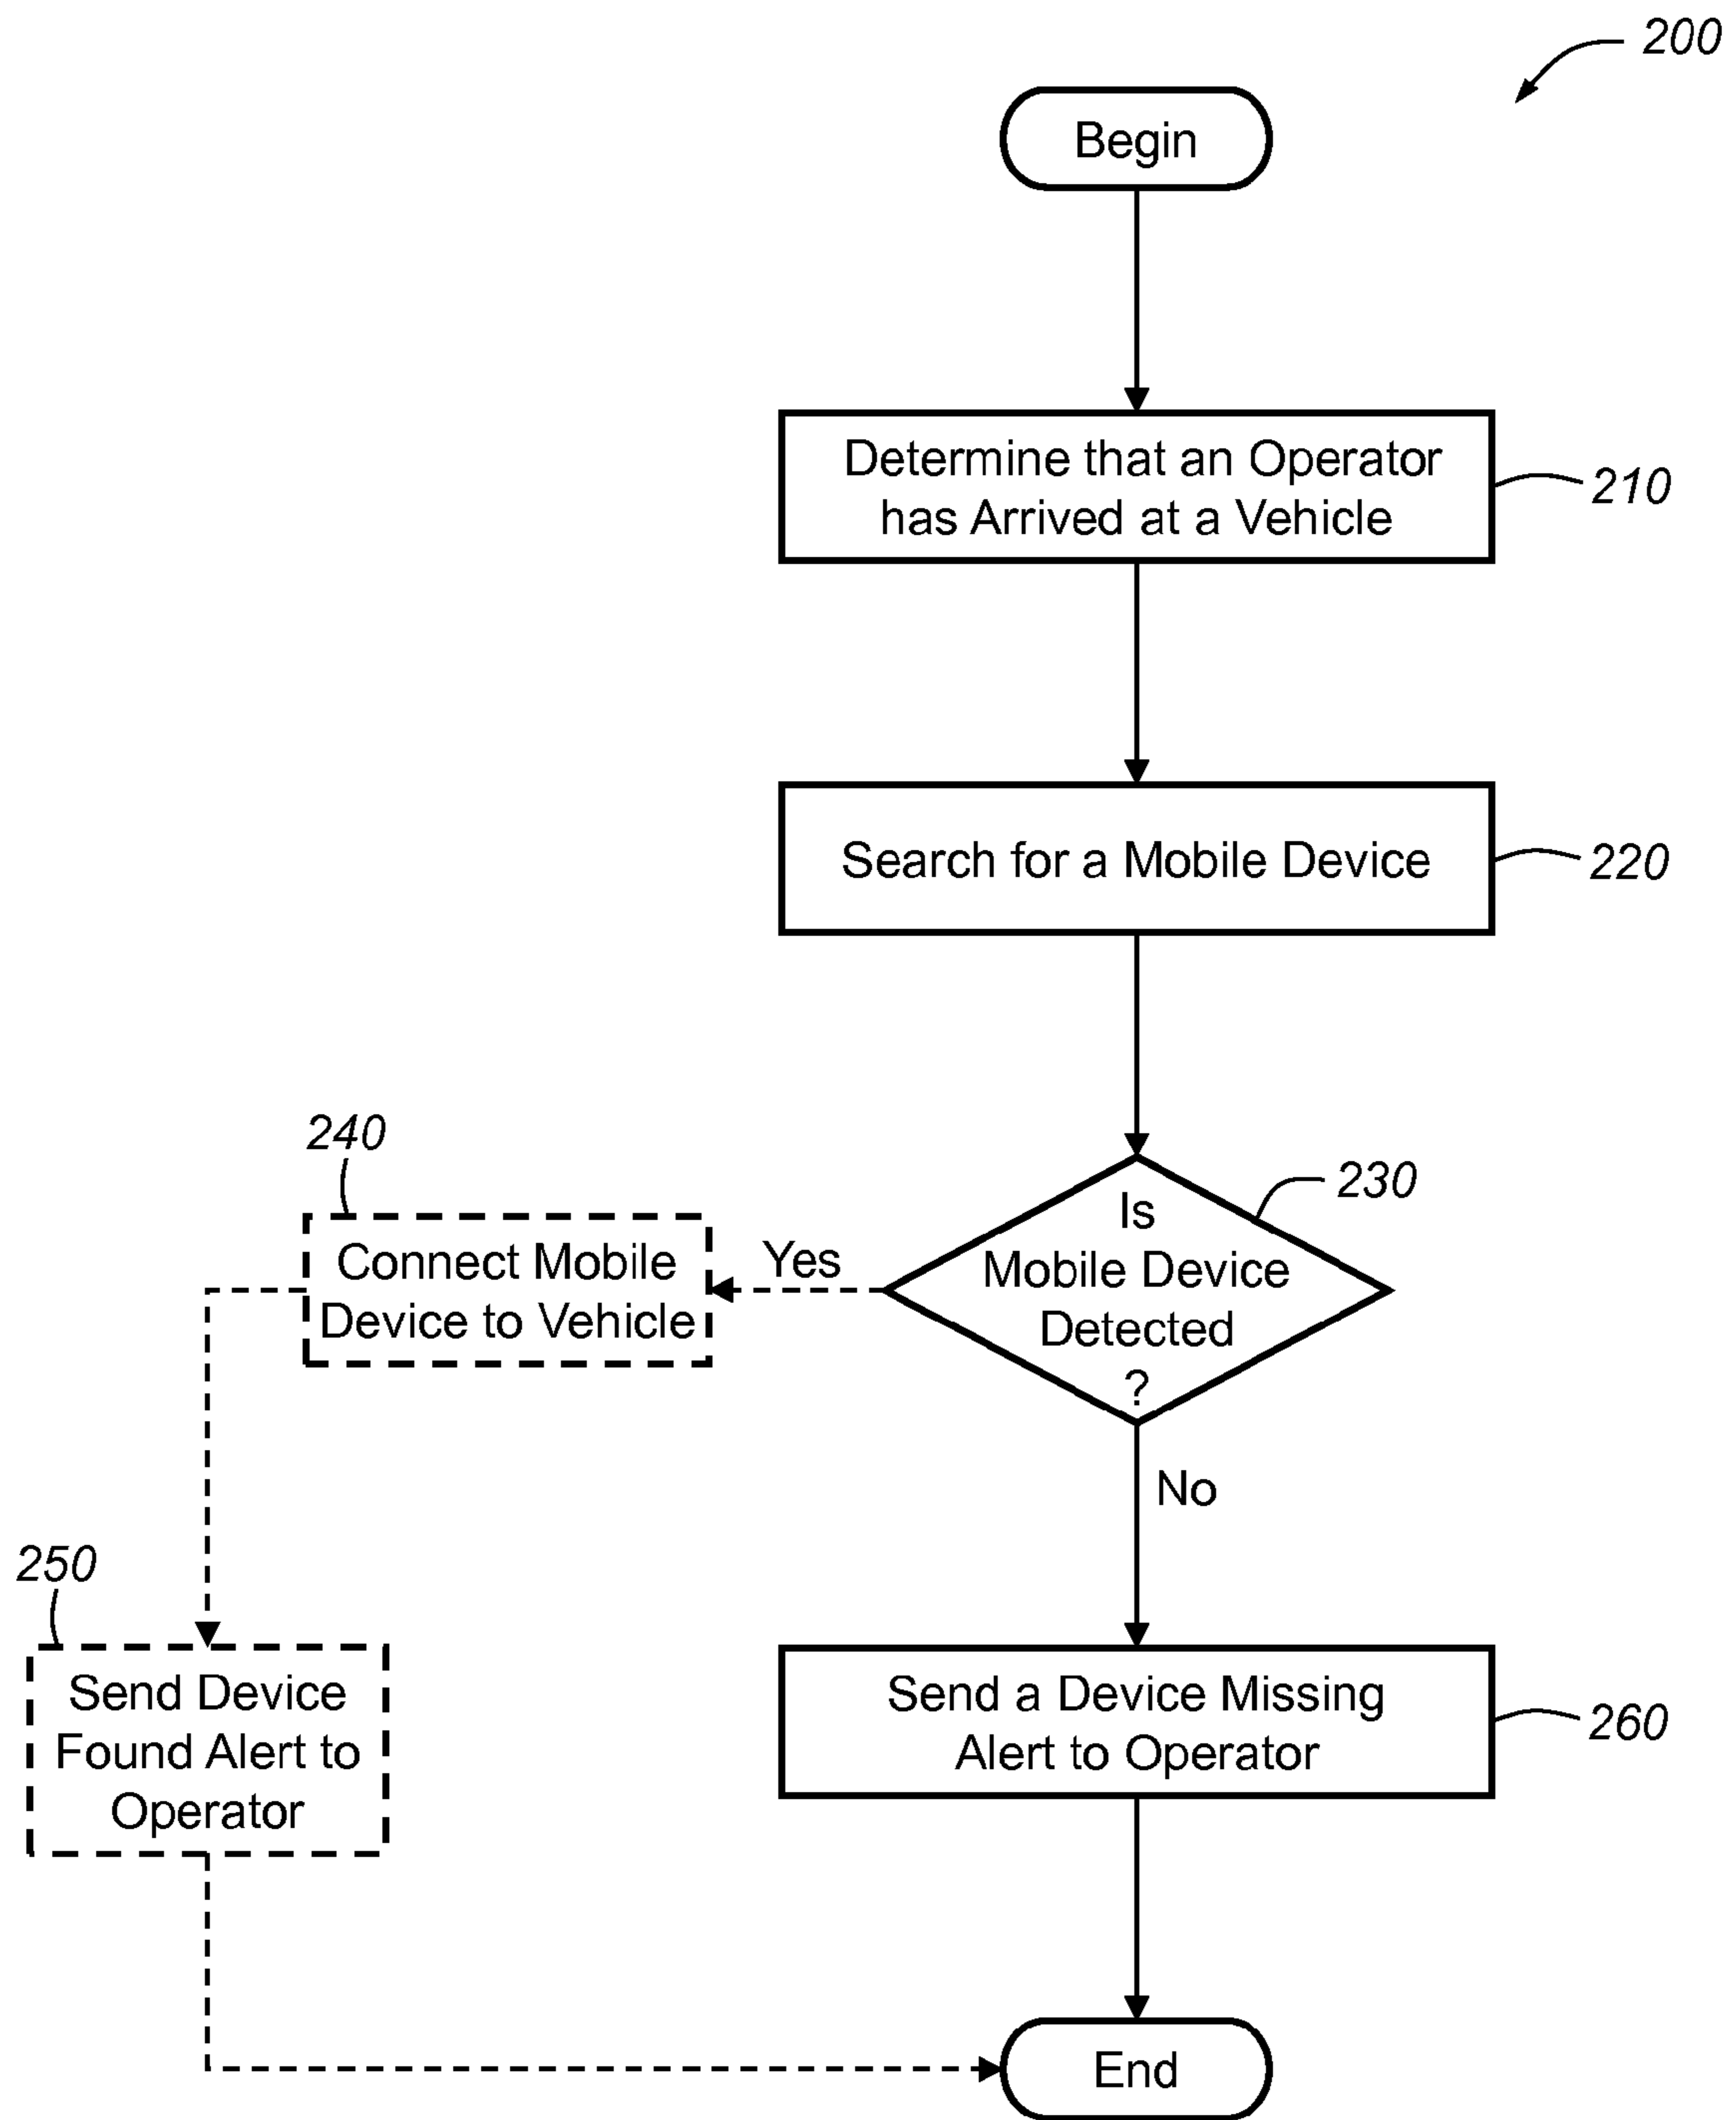 200
Begin
Determine that an Operator
has Arrived at a Vehicle
210
Search for a Mobile Device
220
240
230
Is
Mobile Device
Detected
?
Yes
Connect Mobile
Device to Vehicle
No
250
Send Device
Found Alert to
Operator
Send a Device Missing
Alert to Operator
260
End